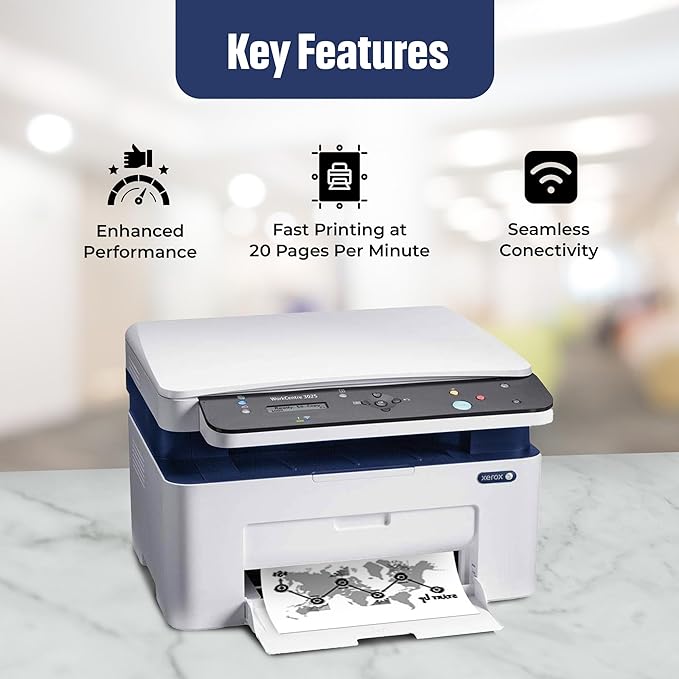 Key Features
Enhanced
Performance
Fast Printing at
20 Pages Per Minute
Seamless
Conectivity
WorkCentre 3025
xerox